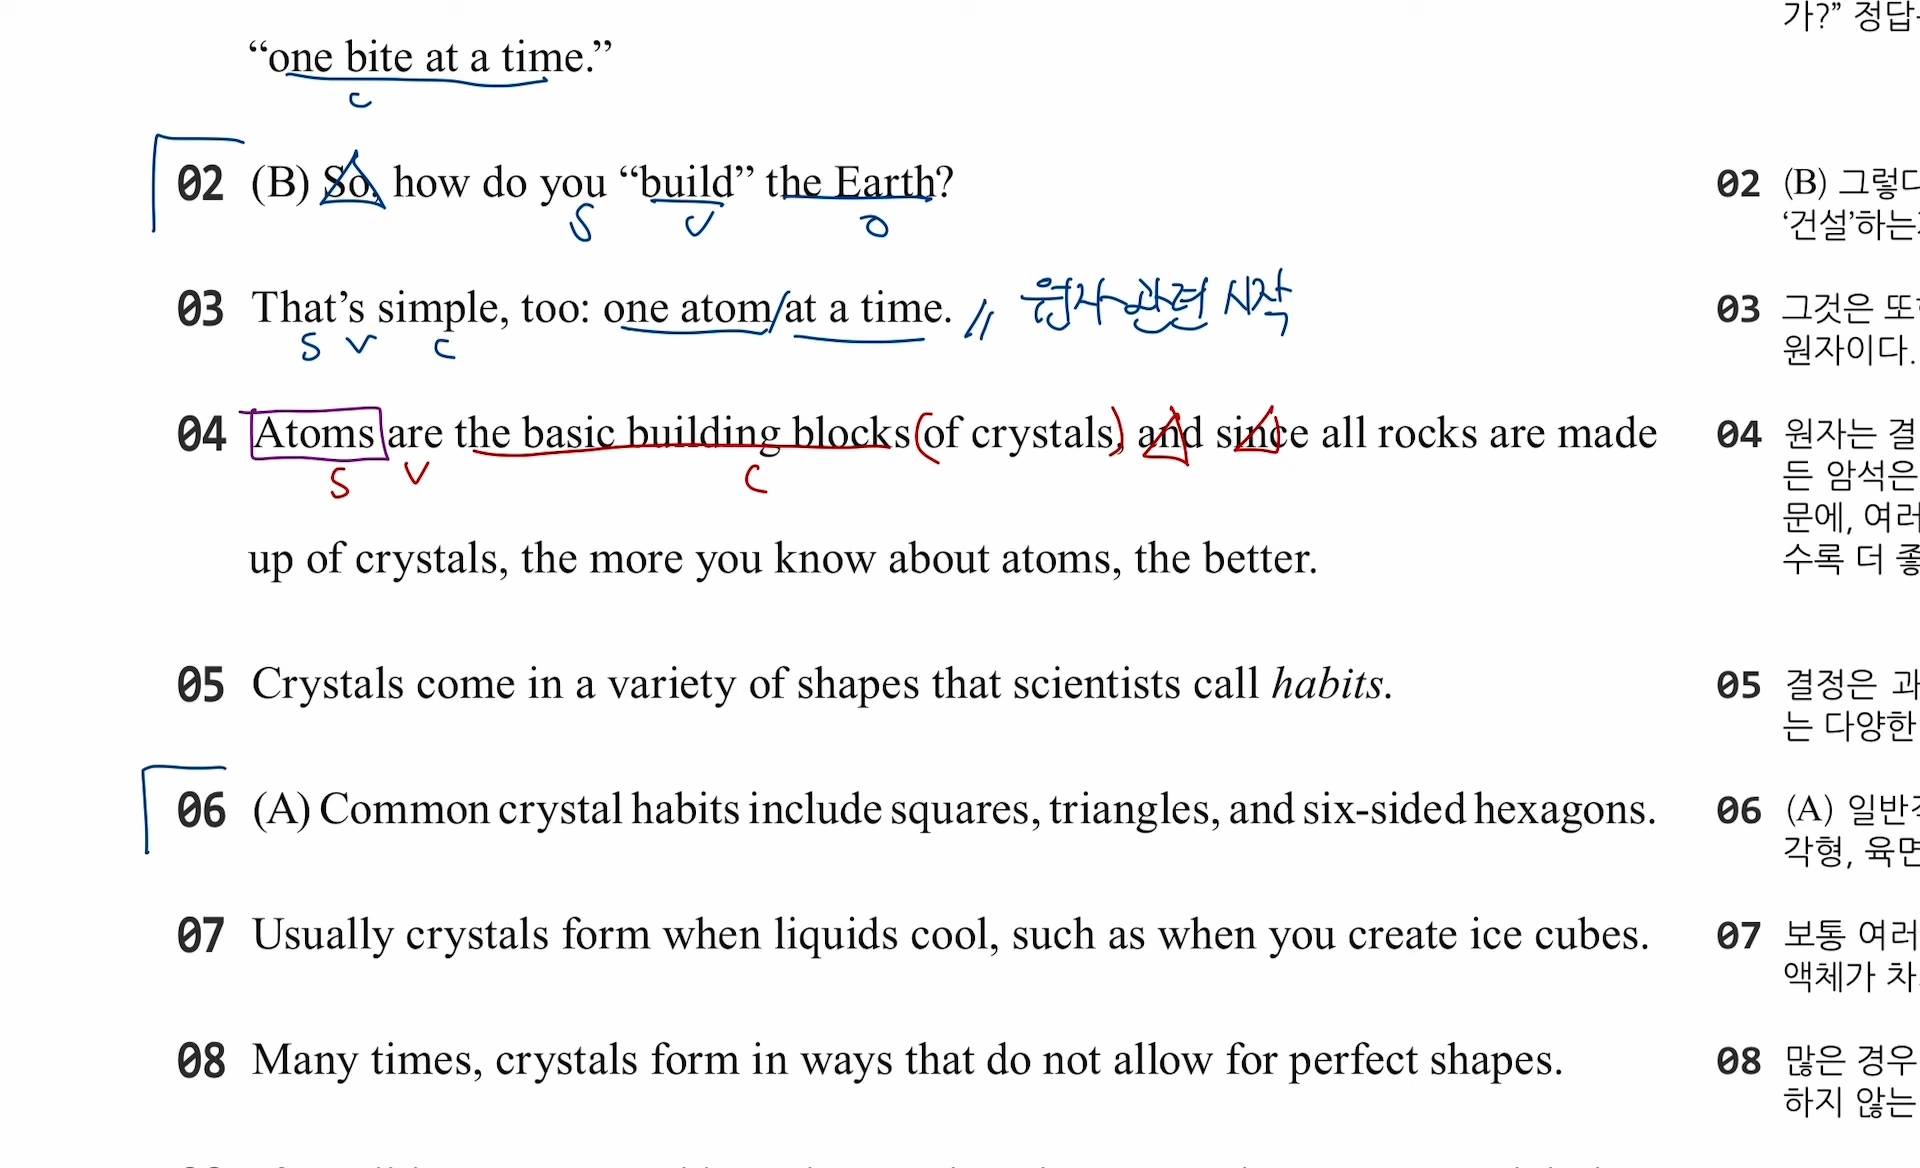 가?” 정답
“one bite at a time.”
C
02 (B) So, how do you “build” the Earth?
S V O
02 (B) 그렇다
‘건설’하는
03 That’s simple, too: one atom/at a time. // 원자 관련 시작
S V C
03 그것은 또
원자이다.
04 Atoms are the basic building blocks (of crystals,) and since all rocks are made
S V C
up of crystals, the more you know about atoms, the better.
04 원자는 결
든 암석은
문에, 여러
수록 더 좋
05 Crystals come in a variety of shapes that scientists call habits.
05 결정은 과
는 다양한
06 (A) Common crystal habits include squares, triangles, and six-sided hexagons.
06 (A) 일반
각형, 육면
07 Usually crystals form when liquids cool, such as when you create ice cubes.
07 보통 여러
액체가 차
08 Many times, crystals form in ways that do not allow for perfect shapes.
08 많은 경우
하지 않는